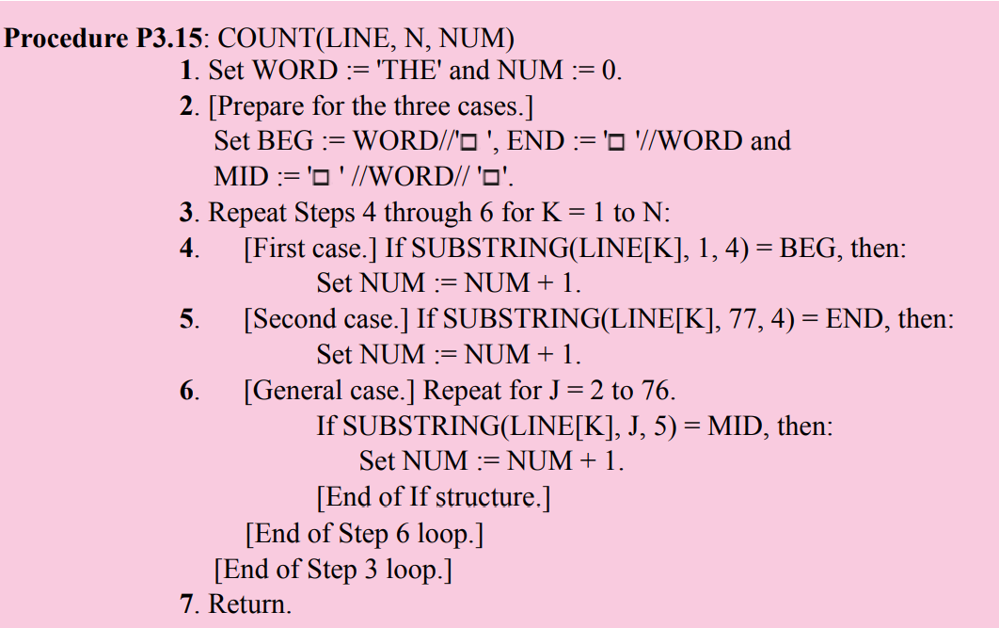 Procedure P3.15: COUNT(LINE, N, NUM)
1. Set WORD := 'THE' and NUM := 0.
2. [Prepare for the three cases.]
Set BEG := WORD//'□ ', END := '□ '//WORD and
MID := '□ ' //WORD// '□'.
3. Repeat Steps 4 through 6 for K = 1 to N:
4. [First case.] If SUBSTRING(LINE[K], 1, 4) = BEG, then:
Set NUM := NUM + 1.
5. [Second case.] If SUBSTRING(LINE[K], 77, 4) = END, then:
Set NUM := NUM + 1.
6. [General case.] Repeat for J = 2 to 76.
If SUBSTRING(LINE[K], J, 5) = MID, then:
Set NUM := NUM + 1.
[End of If structure.]
[End of Step 6 loop.]
[End of Step 3 loop.]
7. Return.